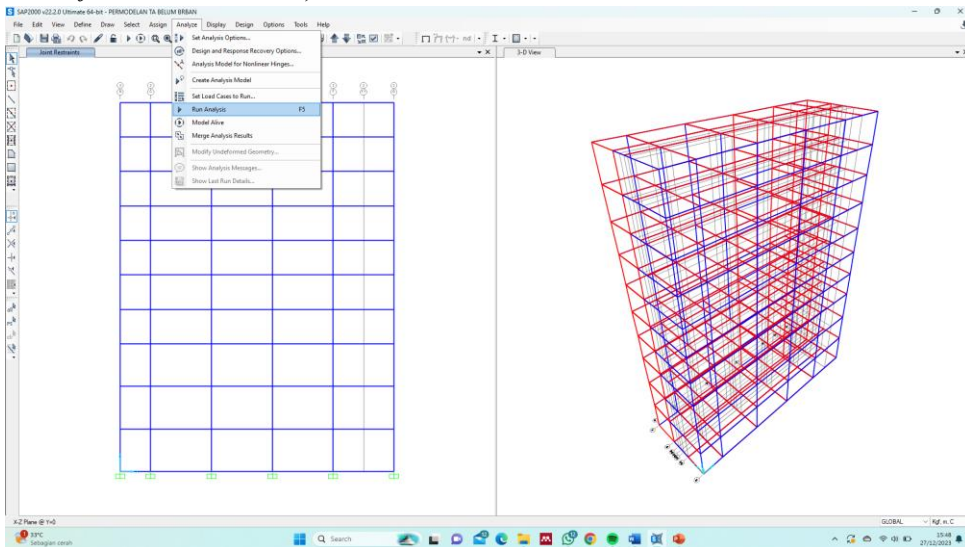 SAP2000 v22.2.0 Ultimate 64-bit - PERMODELAN TA BELUM BRBAN
File Edit View Define Draw Select Assign Analyze Display Design Options Tools Help
Set Analysis Options...
Design and Response Recovery Options...
Analysis Model for Nonlinear Hinges...
Create Analysis Model
Set Load Cases to Run...
Run Analysis F5
Model Alive
Merge Analysis Results
Modify Undeformed Geometry...
Show Analysis Messages...
Show Last Run Details...
Joint Restraints
3-D View
X-Z Plane @ Y=0
GLOBAL
Kgf, m, C
33°C
Sebagian cerah
Search
15:48
27/12/2023